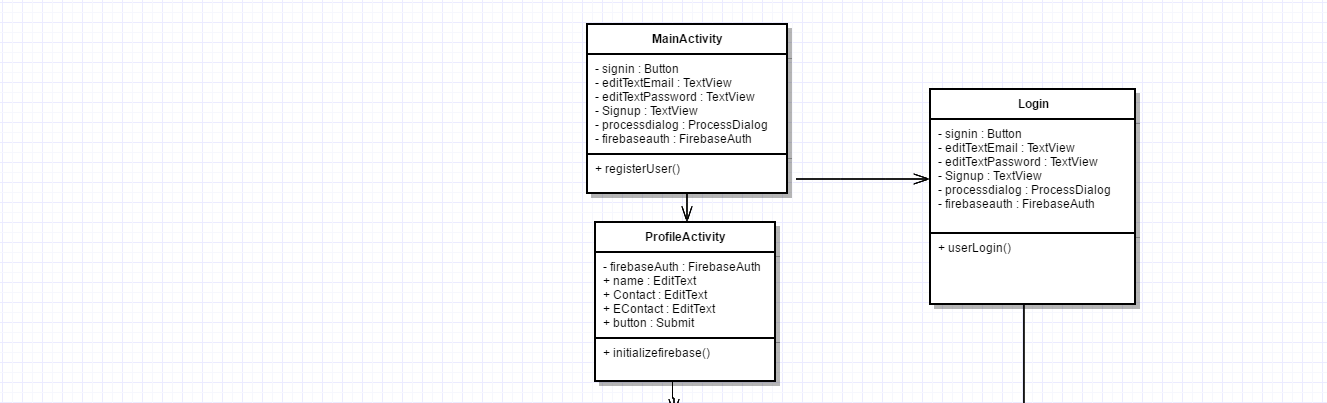 MainActivity
- signin : Button
- editTextEmail : TextView
- editTextPassword : TextView
- Signup : TextView
- processdialog : ProcessDialog
- firebaseauth : FirebaseAuth
+ registerUser()
Login
- signin : Button
- editTextEmail : TextView
- editTextPassword : TextView
- Signup : TextView
- processdialog : ProcessDialog
- firebaseauth : FirebaseAuth
+ userLogin()
ProfileActivity
- firebaseAuth : FirebaseAuth
+ name : EditText
+ Contact : EditText
+ EContact : EditText
+ button : Submit
+ initializefirebase()